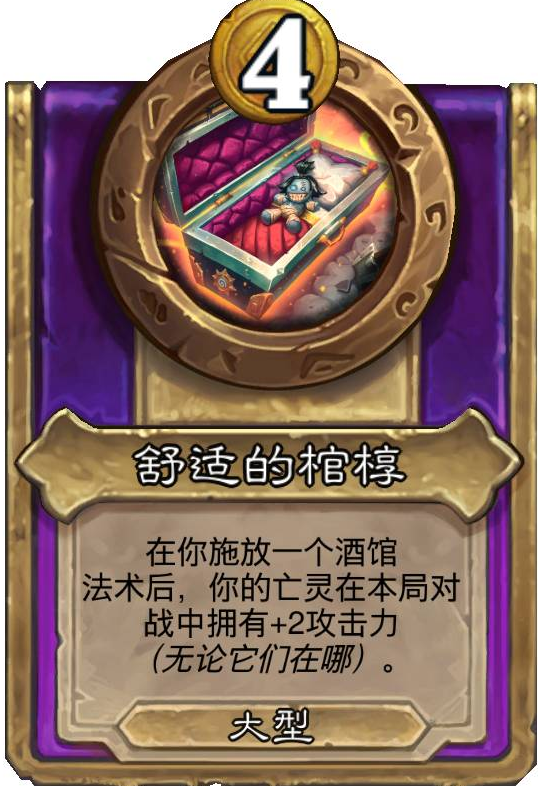 4
舒适的棺椁
在你施放一个酒馆
法术后，你的亡灵在本局对
战中拥有+2攻击力
（无论它们在哪）。
大型